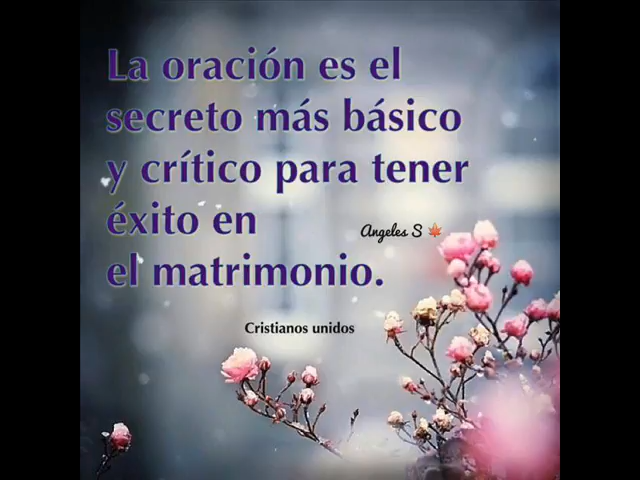 La oración es el
secreto más básico
y crítico para tener
éxito en
Angeles S
el matrimonio.
Cristianos unidos